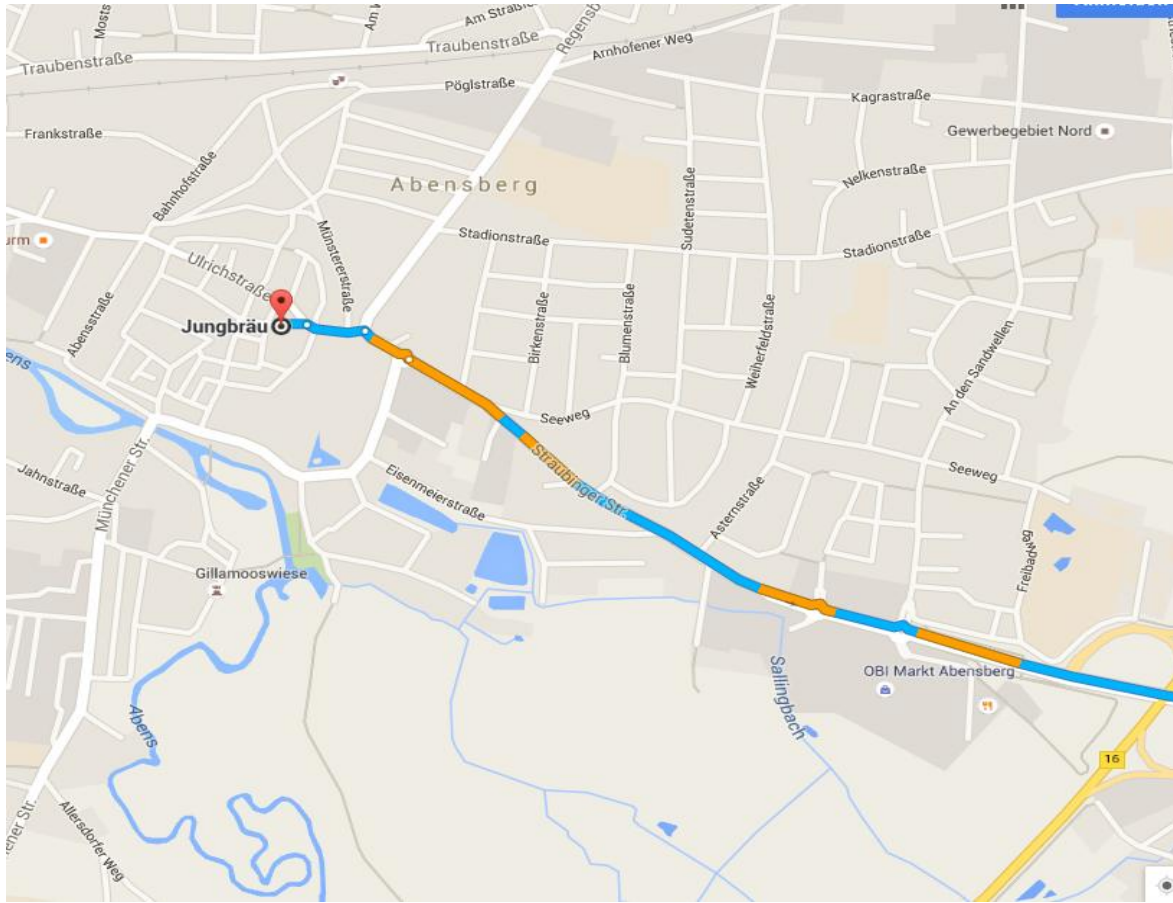 Am Straße
Traubenstraße
Traubenstraße
Arnhofener Weg
Pöglstraße
Kagrastraße
Frankstraße
Gewerbegebiet Nord
Bahnhofstraße
Abensberg
Nelkenstraße
Sudetenstraße
Münstererstraße
Stadionstraße
Stadionstraße
Ulrichstraße
Jungbräu
Abensstraße
Birkenstraße
Blumenstraße
Weiherfeldstraße
An den Sandwellen
Seeweg
Seeweg
Münchener Str.
Jahnstraße
Eisenmeierstraße
Straubinger Str.
Asternstraße
Freibadweg
Gillamooswiese
OBI Markt Abensberg
Sallingbach
Abens
16
Allersdorfer Weg